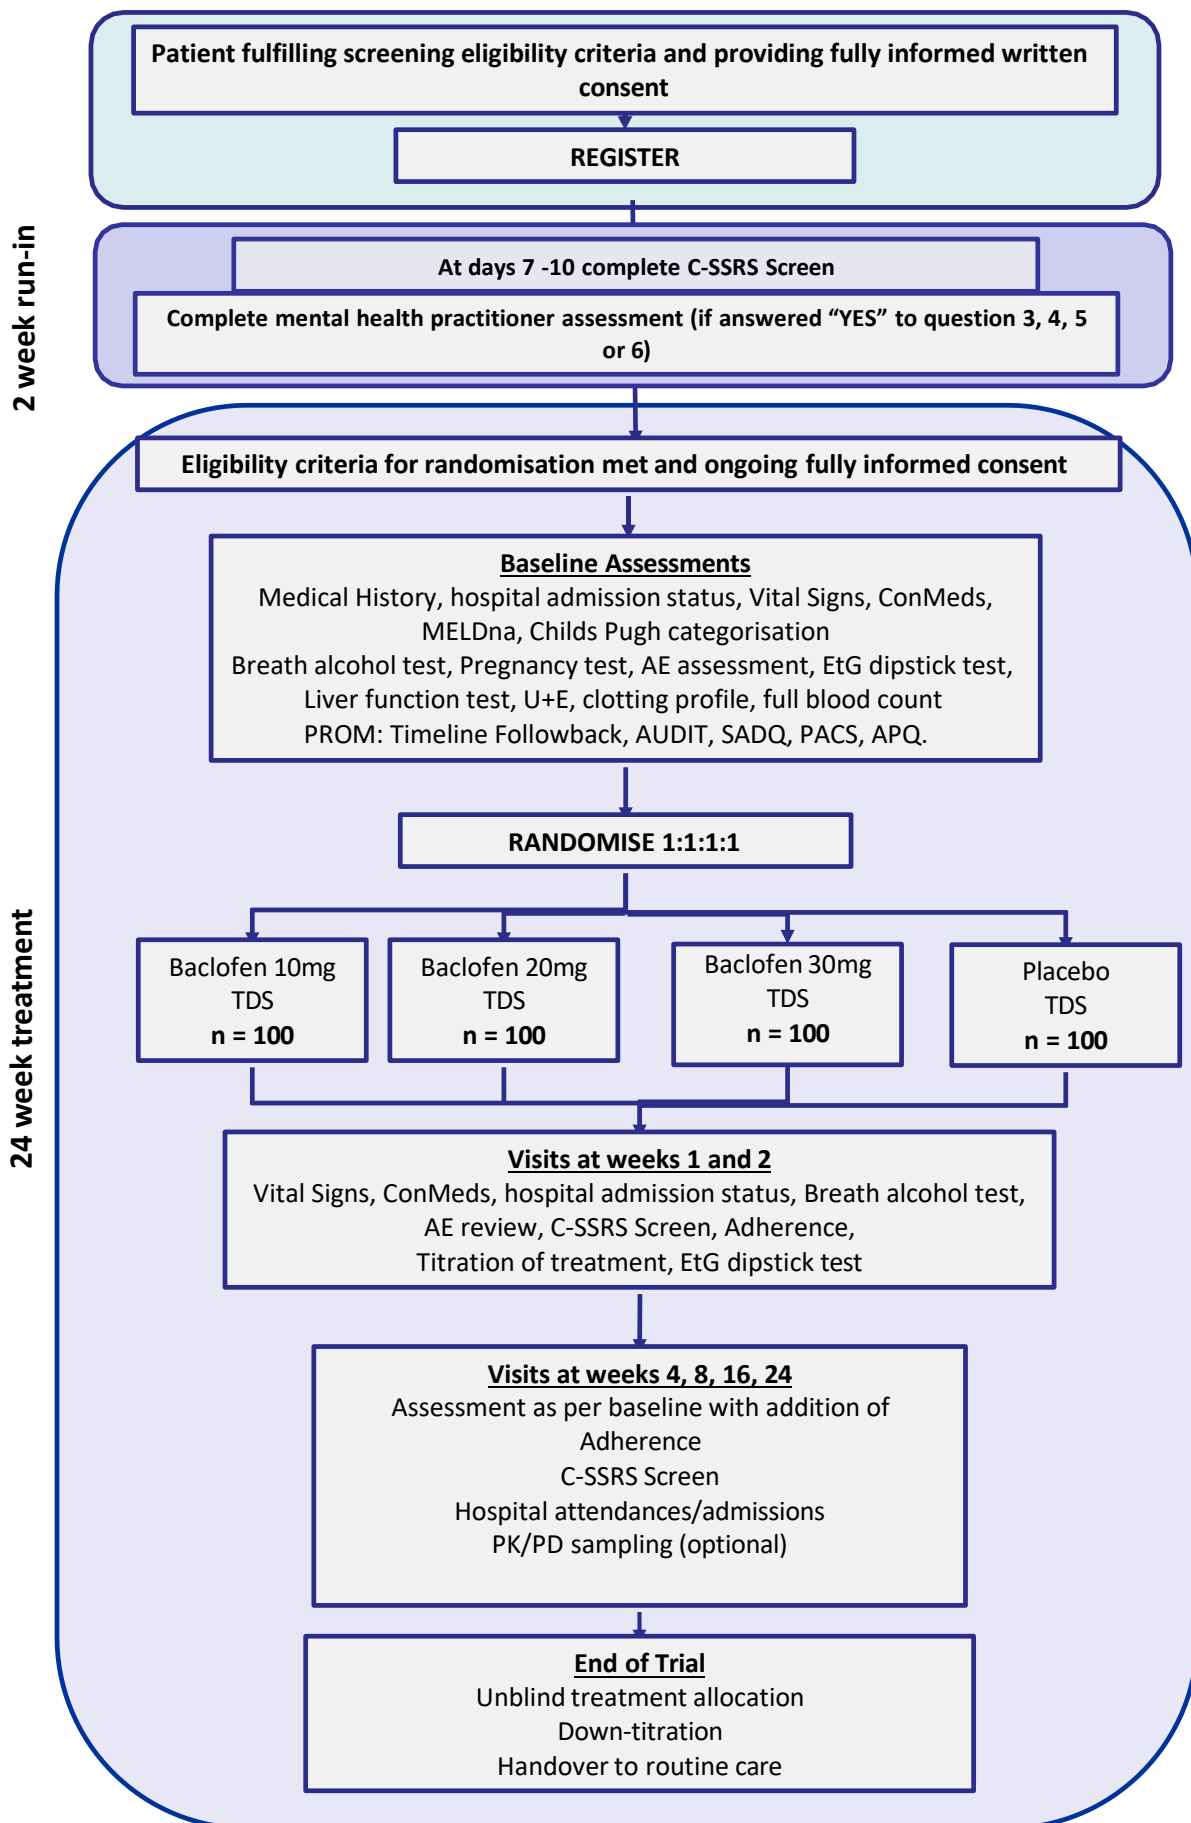 Patient fulfilling screening eligibility criteria and providing fully informed written
consent
REGISTER
2 week run-in
At days 7 -10 complete C-SSRS Screen
Complete mental health practitioner assessment (if answered “YES” to question 3, 4, 5
or 6)
Eligibility criteria for randomisation met and ongoing fully informed consent
Baseline Assessments
Medical History, hospital admission status, Vital Signs, ConMeds,
MELDna, Childs Pugh categorisation
Breath alcohol test, Pregnancy test, AE assessment, EtG dipstick test,
Liver function test, U+E, clotting profile, full blood count
PROM: Timeline Followback, AUDIT, SADQ, PACS, APQ.
RANDOMISE 1:1:1:1
24 week treatment
Baclofen 10mg
TDS
n = 100
Baclofen 20mg
TDS
n = 100
Baclofen 30mg
TDS
n = 100
Placebo
TDS
n = 100
Visits at weeks 1 and 2
Vital Signs, ConMeds, hospital admission status, Breath alcohol test,
AE review, C-SSRS Screen, Adherence,
Titration of treatment, EtG dipstick test
Visits at weeks 4, 8, 16, 24
Assessment as per baseline with addition of
Adherence
C-SSRS Screen
Hospital attendances/admissions
PK/PD sampling (optional)
End of Trial
Unblind treatment allocation
Down-titration
Handover to routine care